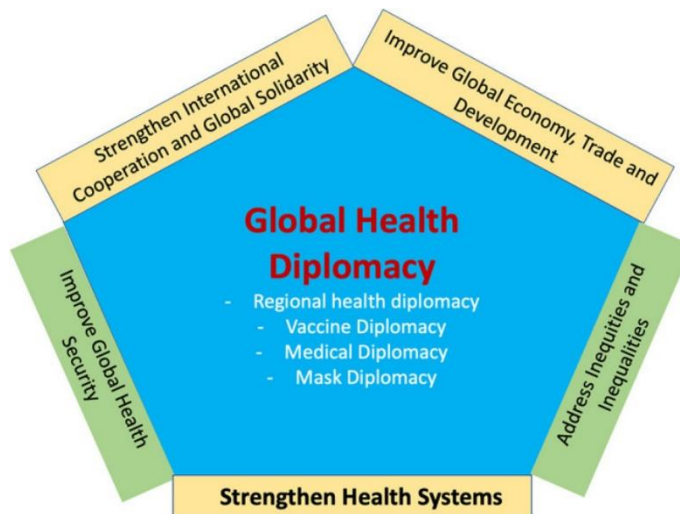 Strengthen International
Cooperation and Global Solidarity
Improve Global Economy, Trade and
Development
Global Health
Diplomacy
- Regional health diplomacy
- Vaccine Diplomacy
- Medical Diplomacy
- Mask Diplomacy
Improve Global Health
Security
Address Inequities and
Inequalities
Strengthen Health Systems